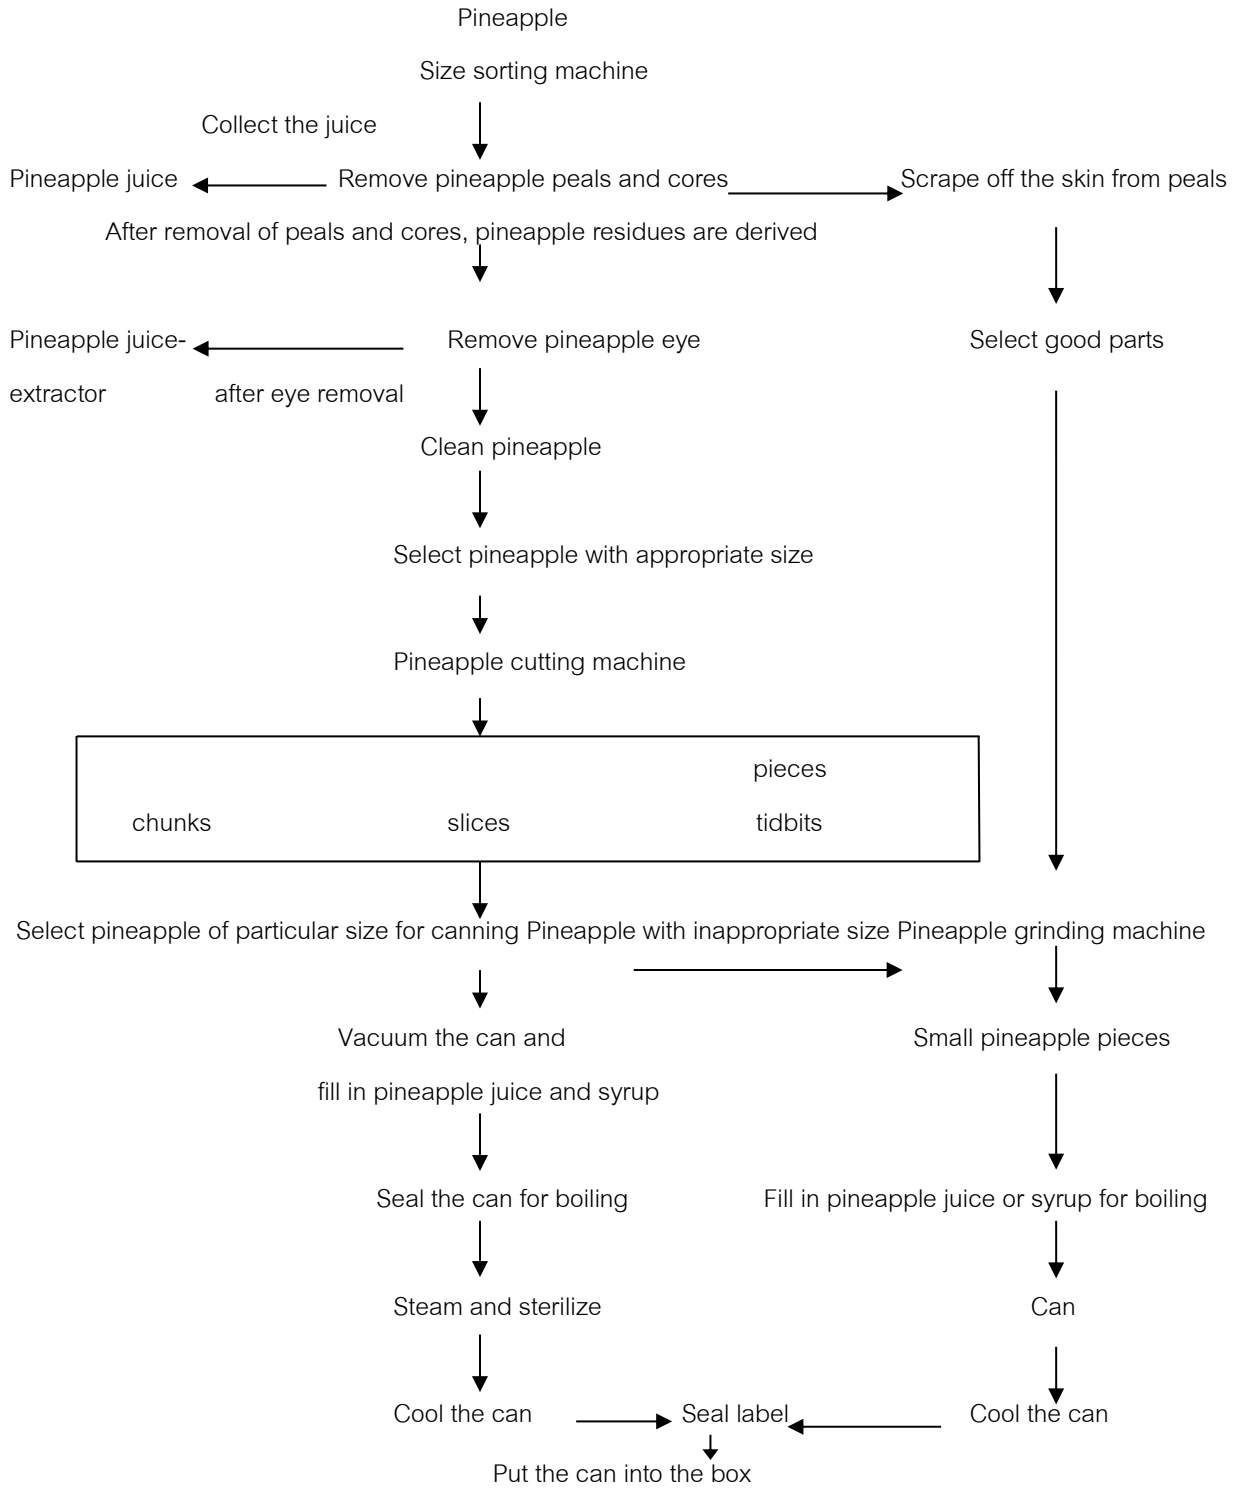 Pineapple
Size sorting machine
Collect the juice
Pineapple juice Remove pineapple peals and cores Scrape off the skin from peals
After removal of peals and cores, pineapple residues are derived
Pineapple juice- Remove pineapple eye Select good parts
extractor after eye removal
Clean pineapple
Select pineapple with appropriate size
Pineapple cutting machine
pieces
chunks slices tidbits
Select pineapple of particular size for canning Pineapple with inappropriate size Pineapple grinding machine
Vacuum the can and Small pineapple pieces
fill in pineapple juice and syrup
Seal the can for boiling Fill in pineapple juice or syrup for boiling
Steam and sterilize Can
Cool the can Seal label Cool the can
Put the can into the box